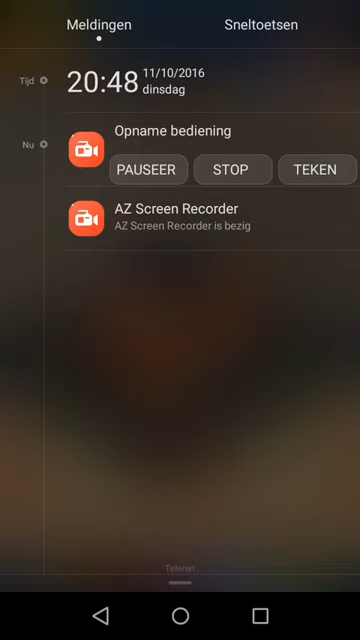 Meldingen Sneltoetsen
Tijd 20:48 11/10/2016
dinsdag
Nu Opname bediening
PAUSEER STOP TEKEN
AZ Screen Recorder
AZ Screen Recorder is bezig
Telenet